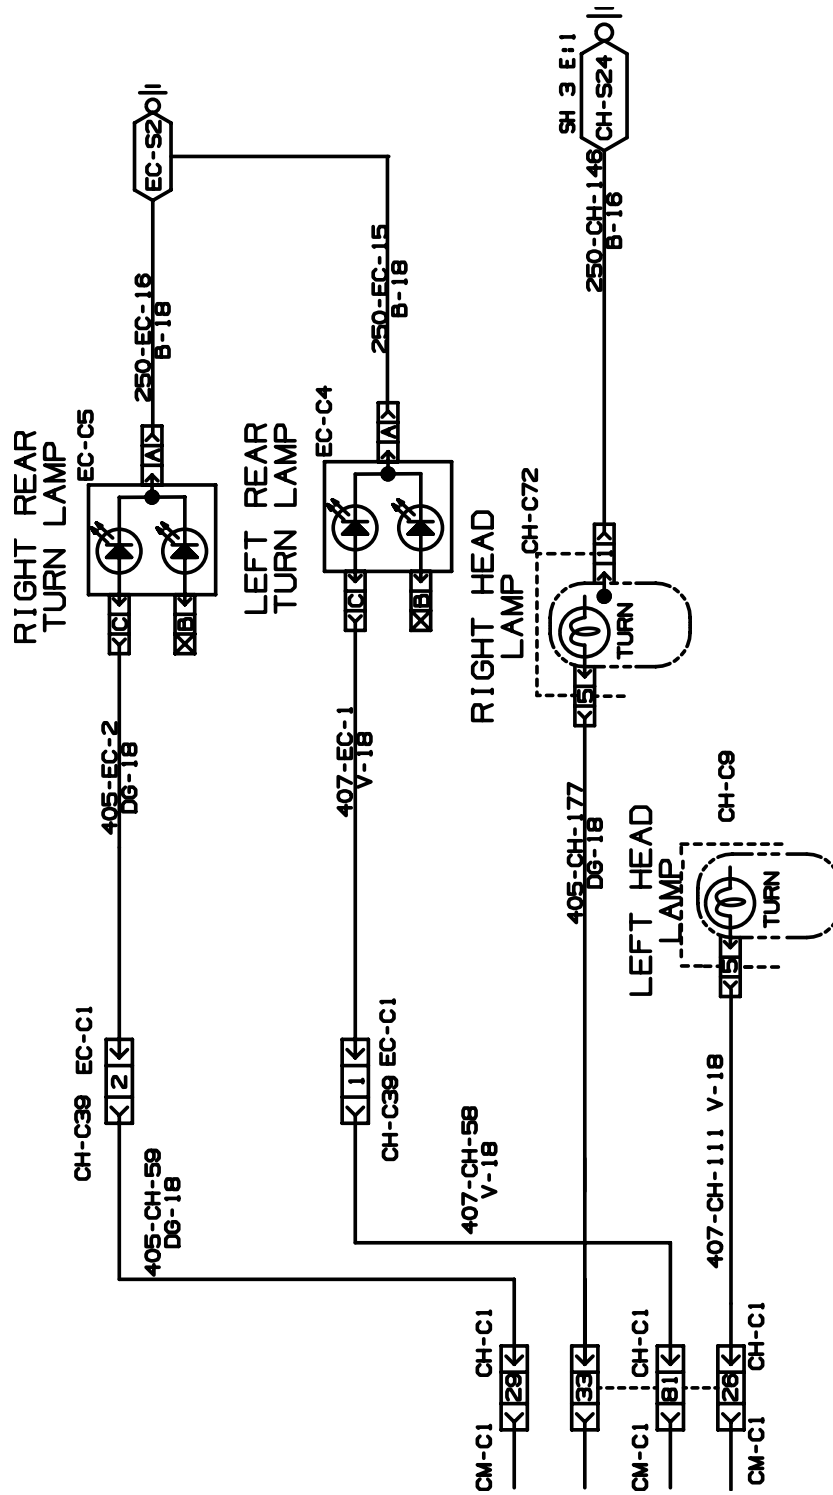 RIGHT REAR
TURN LAMP
EC-C5
A
C
B
250-EC-16
B-18
EC-S2
405-EC-2
DG-18
CH-C39 EC-C1
2
405-CH-59
DG-18
LEFT REAR
TURN LAMP
EC-C4
A
C
B
250-EC-15
B-18
407-EC-1
V-18
1
CH-C39 EC-C1
407-CH-58
V-18
RIGHT HEAD
LAMP
CH-C72
TURN
5
1
250-CH-146
B-16
SH 3 E:1
CH-S24
405-CH-177
DG-18
LEFT HEAD
LAMP
CH-C9
TURN
5
407-CH-111 V-18
CM-C1
29
CH-C1
33
CM-C1
81
CH-C1
CM-C1
26
CH-C1